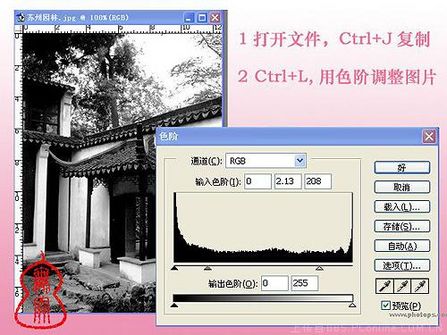 苏州园林.jpg @ 100%(RGB)
1 打开文件，Ctrl+J 复制
2 Ctrl+L, 用色阶调整图片
色阶
通道(C): RGB
输入色阶(I): 0 2.13 208
输出色阶(O): 0 255
好
取消
载入(L)...
存储(S)...
自动(A)
选项(T)...
预览(P)
www.photops.c
上传自BBS.PConline.COM.CN